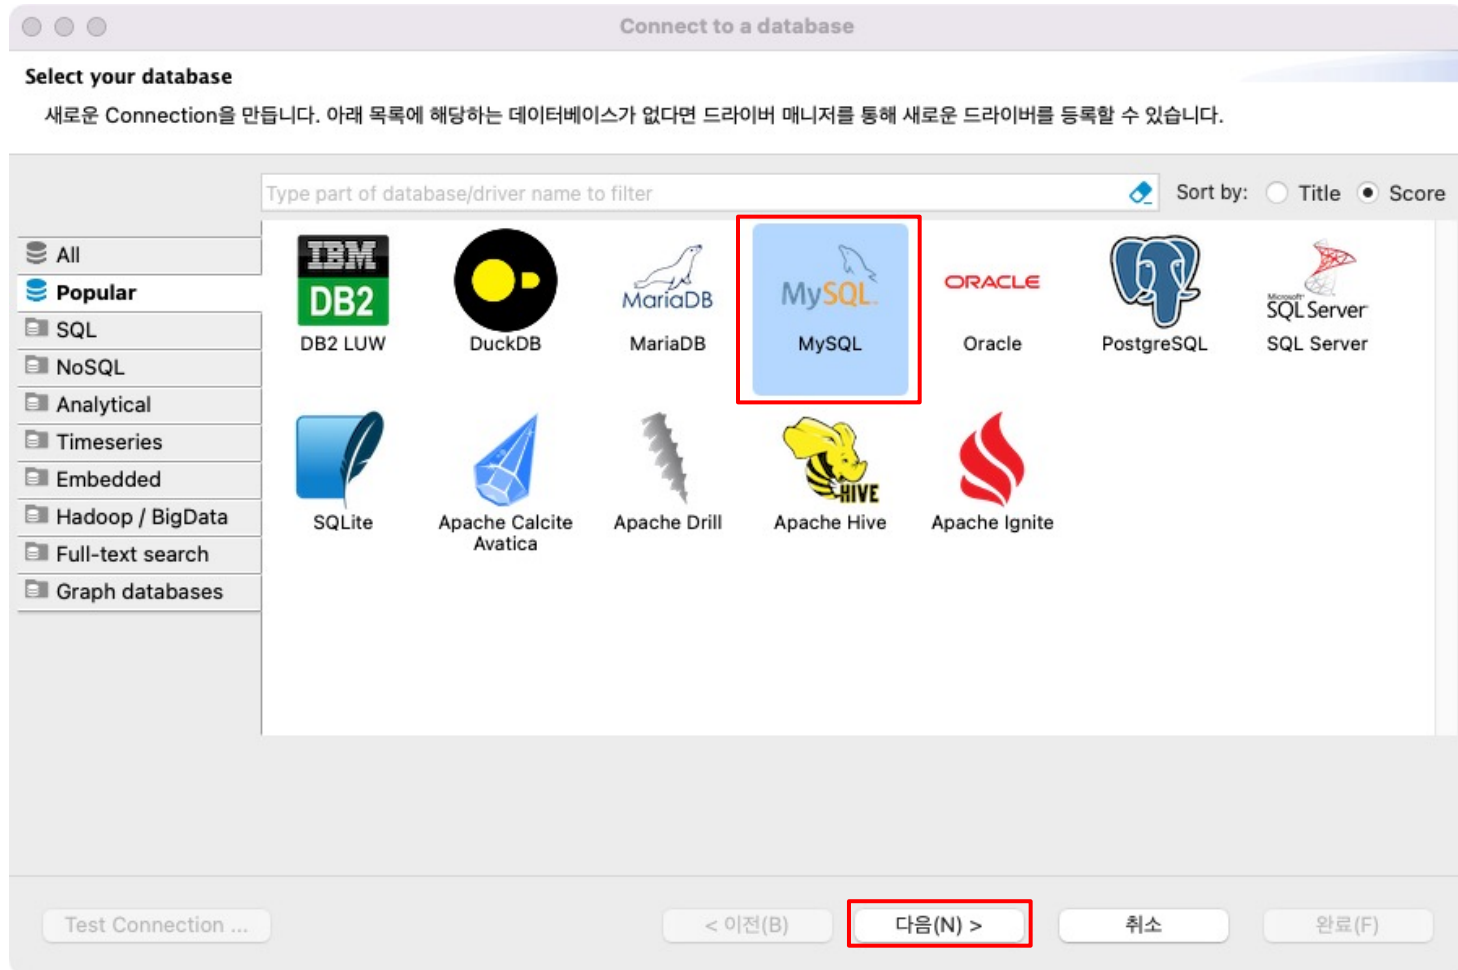 Connect to a database
Select your database
새로운 Connection을 만듭니다. 아래 목록에 해당하는 데이터베이스가 없다면 드라이버 매니저를 통해 새로운 드라이버를 등록할 수 있습니다.
Type part of database/driver name to filter
Sort by: Title Score
All
Popular
SQL
NoSQL
Analytical
Timeseries
Embedded
Hadoop / BigData
Full-text search
Graph databases
IBM
DB2
MariaDB
MySQL
ORACLE
Microsoft
SQL Server
DB2 LUW
DuckDB
MariaDB
MySQL
Oracle
PostgreSQL
SQL Server
HIVE
SQLite
Apache Calcite
Avatica
Apache Drill
Apache Hive
Apache Ignite
Test Connection ...
< 이전(B)
다음(N) >
취소
완료(F)